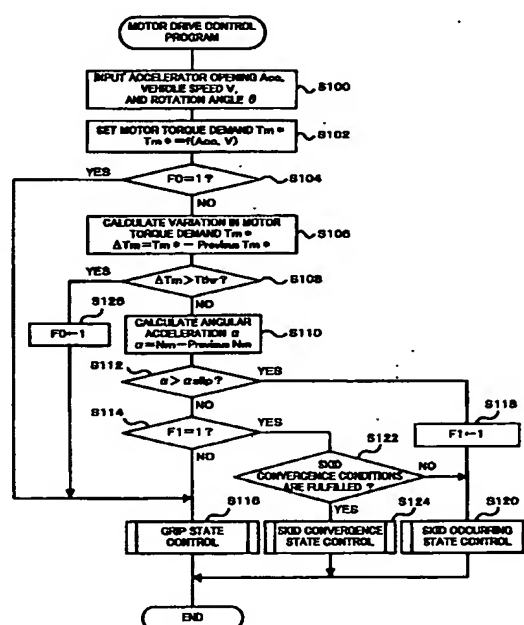 MOTOR DRIVE CONTROL
PROGRAM
INPUT ACCELERATOR OPENING Acc,
VEHICLE SPEED V,
AND ROTATION ANGLE θ
S100
SET MOTOR TORQUE DEMAND Tm*
Tm*=f(Acc, V)
S102
YES
F0=1 ?
S104
NO
CALCULATE VARIATION IN MOTOR
TORQUE DEMAND Tm*
ΔTm=Tm* − Previous Tm*
S106
YES
ΔTm>Tthr ?
S108
S126
NO
F0←1
CALCULATE ANGULAR
ACCELERATION α
α=Nm−Previous Nm
S110
S112
α > αslip ?
YES
S114
NO
F1=1 ?
YES
S118
F1←1
NO
S122
SKID
CONVERGENCE CONDITIONS
ARE FULFILLED ?
NO
S116
YES
S124
S120
GRIP STATE
CONTROL
SKID CONVERGENCE
STATE CONTROL
SKID OCCURRING
STATE CONTROL
END